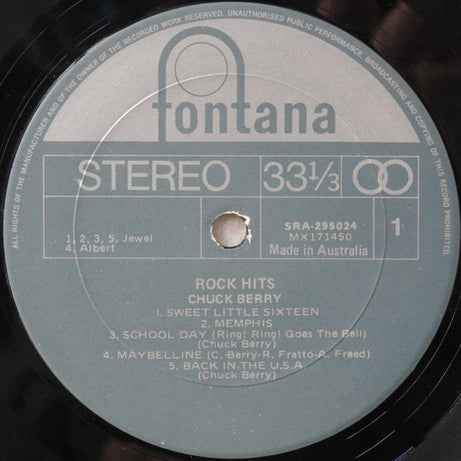 ALL RIGHTS OF THE MANUFACTURER AND OF THE OWNER OF THE RECORDED WORK RESERVED. UNAUTHORISED PUBLIC PERFORMANCE, BROADCASTING AND COPYING OF THIS RECORD PROHIBITED
fontana
STEREO 33⅓
1, 2, 3, 5. Jewel
4. Albert
SRA-295024
MX171450
Made in Australia
1
ROCK HITS
CHUCK BERRY
1. SWEET LITTLE SIXTEEN
2. MEMPHIS
3. SCHOOL DAY (Ring! Ring! Goes The Bell)
(Chuck Berry)
4. MAYBELLINE (C. Berry-R. Fratto-A. Freed)
5. BACK IN THE U.S.A.
(Chuck Berry)